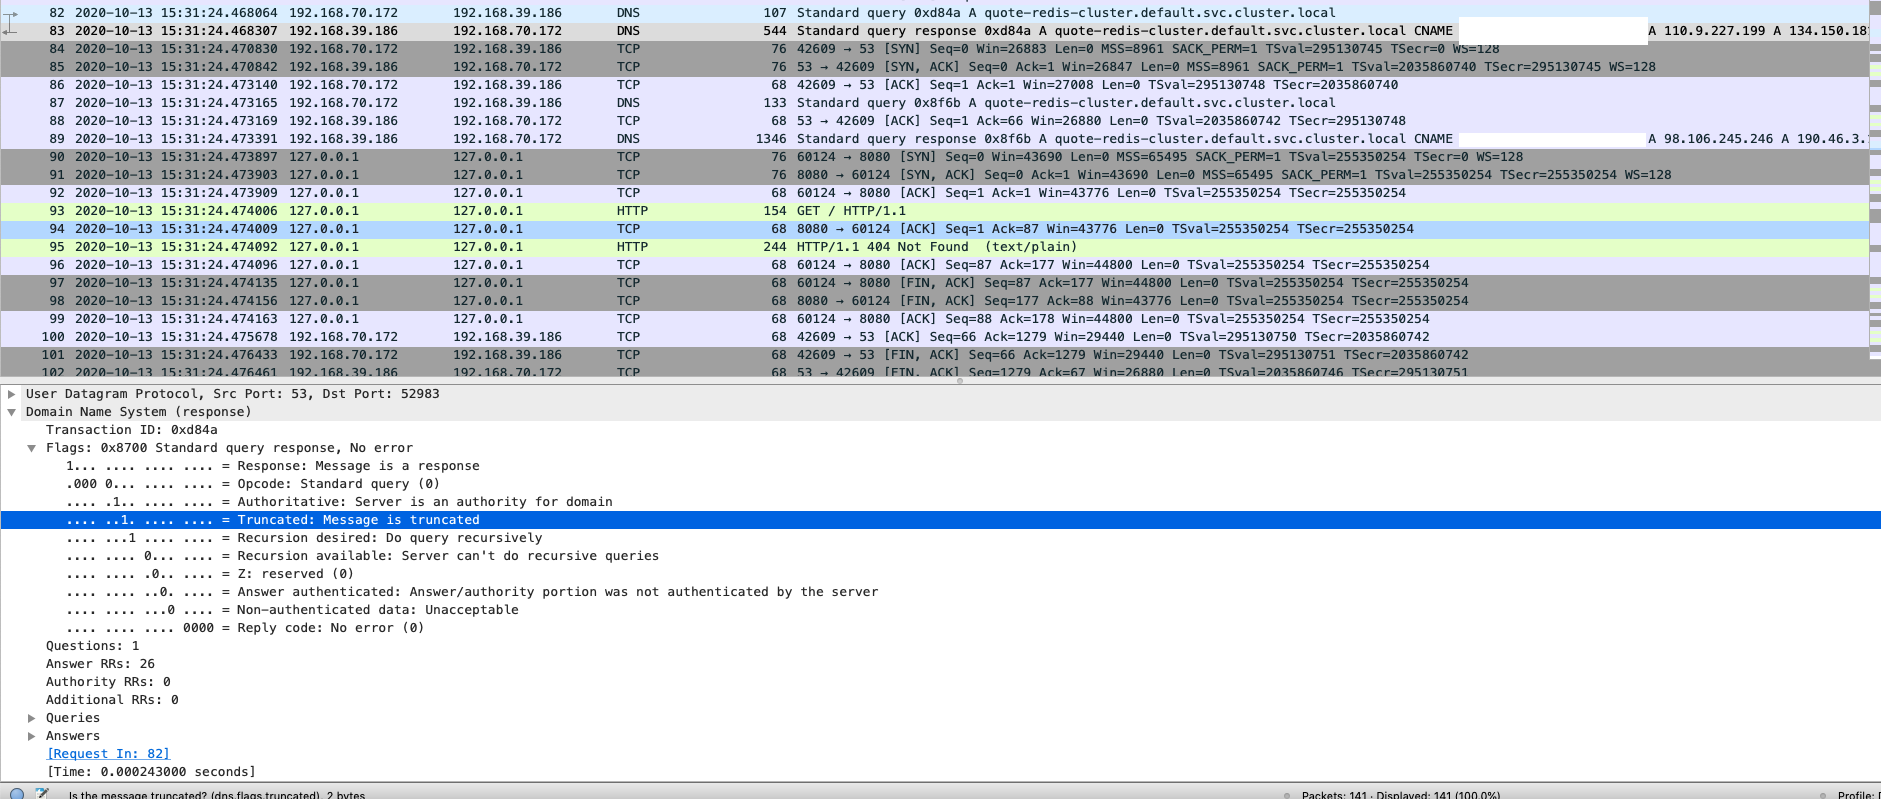 82 2020-10-13 15:31:24.468064 192.168.70.172 192.168.39.186 DNS 107 Standard query 0xd84a A quote-redis-cluster.default.svc.cluster.local
83 2020-10-13 15:31:24.468307 192.168.39.186 192.168.70.172 DNS 544 Standard query response 0xd84a A quote-redis-cluster.default.svc.cluster.local CNAME A 110.9.227.199 A 134.150.18
84 2020-10-13 15:31:24.470830 192.168.70.172 192.168.39.186 TCP 76 42609 → 53 [SYN] Seq=0 Win=26883 Len=0 MSS=8961 SACK_PERM=1 TSval=295130745 TSecr=0 WS=128
85 2020-10-13 15:31:24.470842 192.168.39.186 192.168.70.172 TCP 76 53 → 42609 [SYN, ACK] Seq=0 Ack=1 Win=26847 Len=0 MSS=8961 SACK_PERM=1 TSval=2035860740 TSecr=295130745 WS=128
86 2020-10-13 15:31:24.473140 192.168.70.172 192.168.39.186 TCP 68 42609 → 53 [ACK] Seq=1 Ack=1 Win=27008 Len=0 TSval=295130748 TSecr=2035860740
87 2020-10-13 15:31:24.473165 192.168.70.172 192.168.39.186 DNS 133 Standard query 0x8f6b A quote-redis-cluster.default.svc.cluster.local
88 2020-10-13 15:31:24.473169 192.168.39.186 192.168.70.172 TCP 68 53 → 42609 [ACK] Seq=1 Ack=66 Win=26880 Len=0 TSval=2035860742 TSecr=295130748
89 2020-10-13 15:31:24.473391 192.168.39.186 192.168.70.172 DNS 1346 Standard query response 0x8f6b A quote-redis-cluster.default.svc.cluster.local CNAME A 98.106.245.246 A 190.46.3.
90 2020-10-13 15:31:24.473897 127.0.0.1 127.0.0.1 TCP 76 60124 → 8080 [SYN] Seq=0 Win=43690 Len=0 MSS=65495 SACK_PERM=1 TSval=255350254 TSecr=0 WS=128
91 2020-10-13 15:31:24.473903 127.0.0.1 127.0.0.1 TCP 76 8080 → 60124 [SYN, ACK] Seq=0 Ack=1 Win=43690 Len=0 MSS=65495 SACK_PERM=1 TSval=255350254 TSecr=255350254 WS=128
92 2020-10-13 15:31:24.473909 127.0.0.1 127.0.0.1 TCP 68 60124 → 8080 [ACK] Seq=1 Ack=1 Win=43776 Len=0 TSval=255350254 TSecr=255350254
93 2020-10-13 15:31:24.474006 127.0.0.1 127.0.0.1 HTTP 154 GET / HTTP/1.1
94 2020-10-13 15:31:24.474009 127.0.0.1 127.0.0.1 TCP 68 8080 → 60124 [ACK] Seq=1 Ack=87 Win=43776 Len=0 TSval=255350254 TSecr=255350254
95 2020-10-13 15:31:24.474092 127.0.0.1 127.0.0.1 HTTP 244 HTTP/1.1 404 Not Found (text/plain)
96 2020-10-13 15:31:24.474096 127.0.0.1 127.0.0.1 TCP 68 60124 → 8080 [ACK] Seq=87 Ack=177 Win=44800 Len=0 TSval=255350254 TSecr=255350254
97 2020-10-13 15:31:24.474135 127.0.0.1 127.0.0.1 TCP 68 60124 → 8080 [FIN, ACK] Seq=87 Ack=177 Win=44800 Len=0 TSval=255350254 TSecr=255350254
98 2020-10-13 15:31:24.474156 127.0.0.1 127.0.0.1 TCP 68 8080 → 60124 [FIN, ACK] Seq=177 Ack=88 Win=43776 Len=0 TSval=255350254 TSecr=255350254
99 2020-10-13 15:31:24.474163 127.0.0.1 127.0.0.1 TCP 68 60124 → 8080 [ACK] Seq=88 Ack=178 Win=44800 Len=0 TSval=255350254 TSecr=255350254
100 2020-10-13 15:31:24.475678 192.168.70.172 192.168.39.186 TCP 68 42609 → 53 [ACK] Seq=66 Ack=1279 Win=29440 Len=0 TSval=295130750 TSecr=2035860742
101 2020-10-13 15:31:24.476433 192.168.70.172 192.168.39.186 TCP 68 42609 → 53 [FIN, ACK] Seq=66 Ack=1279 Win=29440 Len=0 TSval=295130751 TSecr=2035860742
102 2020-10-13 15:31:24.476461 192.168.39.186 192.168.70.172 TCP 68 53 → 42609 [FIN, ACK] Seq=1279 Ack=67 Win=26880 Len=0 TSval=2035860746 TSecr=295130751
User Datagram Protocol, Src Port: 53, Dst Port: 52983
Domain Name System (response)
Transaction ID: 0xd84a
Flags: 0x8700 Standard query response, No error
1... .... .... .... = Response: Message is a response
.000 0... .... .... = Opcode: Standard query (0)
.... .1.. .... .... = Authoritative: Server is an authority for domain
.... ..1. .... .... = Truncated: Message is truncated
.... ...1 .... .... = Recursion desired: Do query recursively
.... .... 0... .... = Recursion available: Server can't do recursive queries
.... .... .0.. .... = Z: reserved (0)
.... .... ..0. .... = Answer authenticated: Answer/authority portion was not authenticated by the server
.... .... ...0 .... = Non-authenticated data: Unacceptable
.... .... .... 0000 = Reply code: No error (0)
Questions: 1
Answer RRs: 26
Authority RRs: 0
Additional RRs: 0
Queries
Answers
[Request In: 82]
[Time: 0.000243000 seconds]
Is the message truncated? (dns.flags.truncated), 2 bytes Packets: 141 · Displayed: 141 (100.0%) Profile: